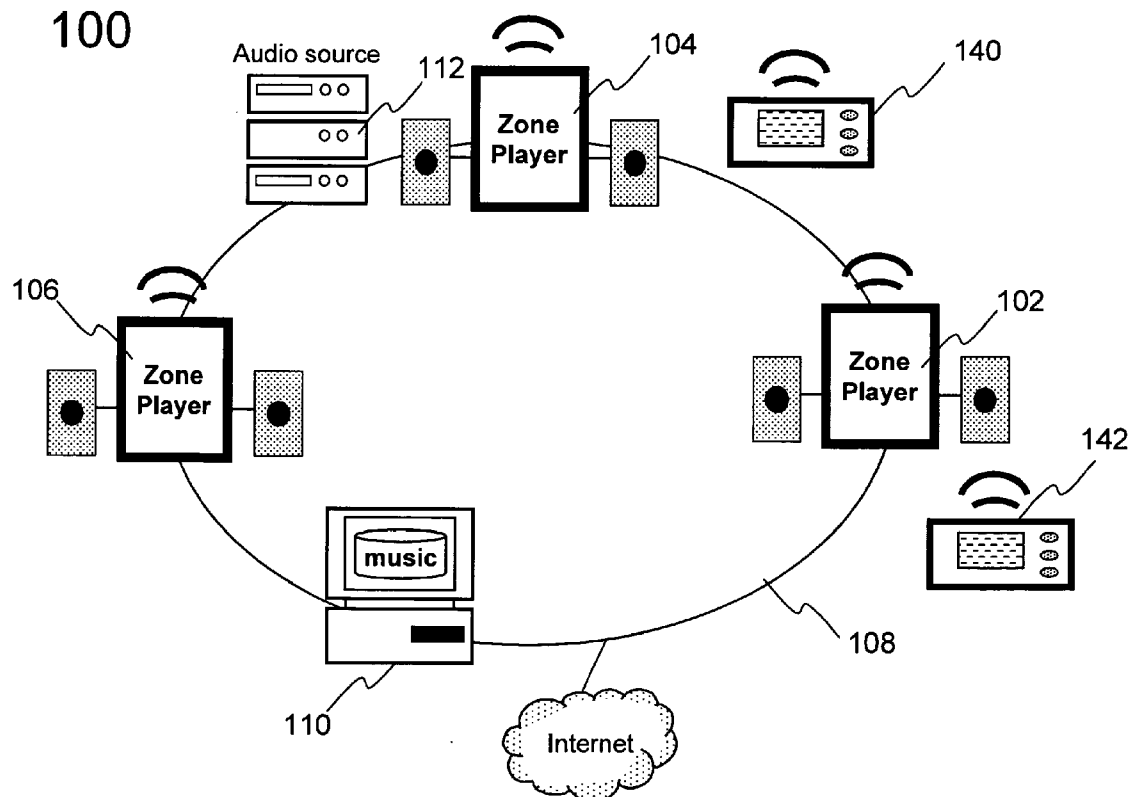 100
Audio source
112
104
140
Zone
Player
106
102
Zone
Player
Zone
Player
142
music
108
110
Internet